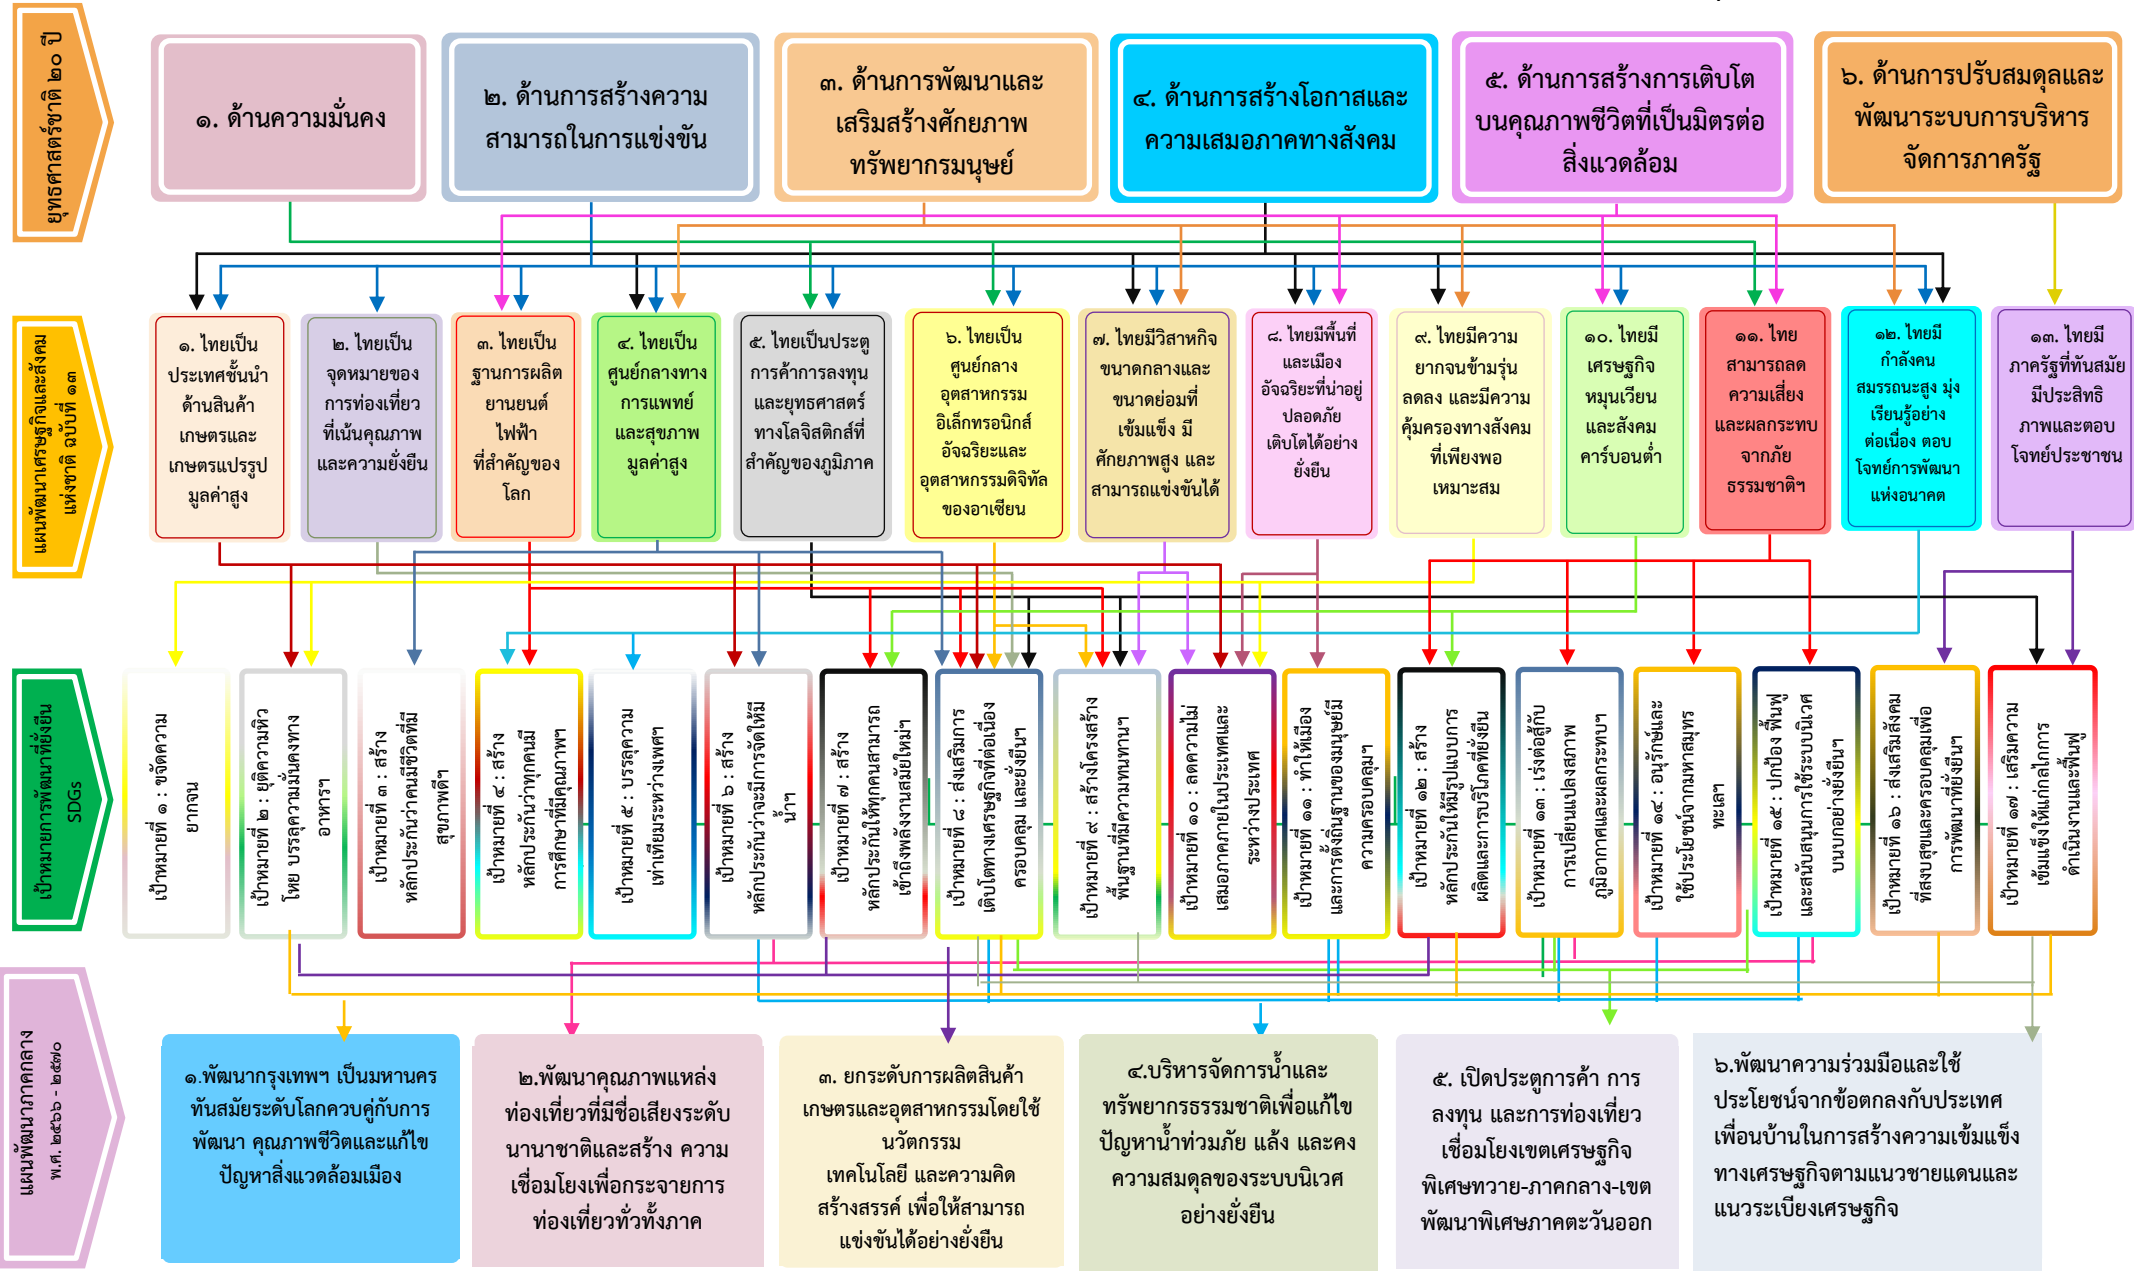 ยุทธศาสตร์ชาติ ๒๐ ปี
๑. ด้านความมั่นคง
๒. ด้านการสร้างความ
สามารถในการแข่งขัน
๓. ด้านการพัฒนาและ
เสริมสร้างศักยภาพ
ทรัพยากรมนุษย์
๔. ด้านการสร้างโอกาสและ
ความเสมอภาคทางสังคม
๕. ด้านการสร้างการเติบโต
บนคุณภาพชีวิตที่เป็นมิตรต่อ
สิ่งแวดล้อม
๖. ด้านการปรับสมดุลและ
พัฒนาระบบการบริหาร
จัดการภาครัฐ
แผนพัฒนาเศรษฐกิจและสังคม
แห่งชาติ ฉบับที่ ๑๓
๑. ไทยเป็น
ประเทศชั้นนำ
ด้านสินค้า
เกษตรและ
เกษตรแปรรูป
มูลค่าสูง
๒. ไทยเป็น
จุดหมายของ
การท่องเที่ยว
ที่เน้นคุณภาพ
และความยั่งยืน
๓. ไทยเป็น
ฐานการผลิต
ยานยนต์
ไฟฟ้า
ที่สำคัญของ
โลก
๔. ไทยเป็น
ศูนย์กลางทาง
การแพทย์
และสุขภาพ
มูลค่าสูง
๕. ไทยเป็นประตู
การค้าการลงทุน
และยุทธศาสตร์
ทางโลจิสติกส์ที่
สำคัญของภูมิภาค
๖. ไทยเป็น
ศูนย์กลาง
อุตสาหกรรม
อิเล็กทรอนิกส์
อัจฉริยะและ
อุตสาหกรรมดิจิทัล
ของอาเซียน
๗. ไทยมีวิสาหกิจ
ขนาดกลางและ
ขนาดย่อมที่
เข้มแข็ง มี
ศักยภาพสูง และ
สามารถแข่งขันได้
๘. ไทยมีพื้นที่
และเมือง
อัจฉริยะที่น่าอยู่
ปลอดภัย
เติบโตได้อย่าง
ยั่งยืน
๙. ไทยมีความ
ยากจนข้ามรุ่น
ลดลง และมีความ
คุ้มครองทางสังคม
ที่เพียงพอ
เหมาะสม
๑๐. ไทยมี
เศรษฐกิจ
หมุนเวียน
และสังคม
คาร์บอนต่ำ
๑๑. ไทย
สามารถลด
ความเสี่ยง
และผลกระทบ
จากภัย
ธรรมชาติฯ
๑๒. ไทยมี
กำลังคน
สมรรถนะสูง มุ่ง
เรียนรู้อย่าง
ต่อเนื่อง ตอบ
โจทย์การพัฒนา
แห่งอนาคต
๑๓. ไทยมี
ภาครัฐที่ทันสมัย
มีประสิทธิ
ภาพและตอบ
โจทย์ประชาชน
เป้าหมายการพัฒนาที่ยั่งยืน
SDGs
เป้าหมายที่ ๑ : ขจัดความ
ยากจน
เป้าหมายที่ ๒ : ยุติความหิว
โหย บรรลุความมั่นคงทาง
อาหารฯ
เป้าหมายที่ ๓ : สร้าง
หลักประกันว่าคนมีชีวิตที่มี
สุขภาพดีฯ
เป้าหมายที่ ๔ : สร้าง
หลักประกันว่าทุกคนมี
การศึกษาที่มีคุณภาพฯ
เป้าหมายที่ ๕ : บรรลุความ
เท่าเทียมระหว่างเพศฯ
เป้าหมายที่ ๖ : สร้าง
หลักประกันว่าจะมีการจัดให้มี
น้ำฯ
เป้าหมายที่ ๗ : สร้าง
หลักประกันให้ทุกคนสามารถ
เข้าถึงพลังงานสมัยใหม่ฯ
เป้าหมายที่ ๘ : ส่งเสริมการ
เติบโตทางเศรษฐกิจที่ต่อเนื่อง
ครอบคลุม และยั่งยืนฯ
เป้าหมายที่ ๙ : สร้างโครงสร้าง
พื้นฐานที่มีความทนทานฯ
เป้าหมายที่ ๑๐ : ลดความไม่
เสมอภาคภายในประเทศและ
ระหว่างประเทศ
เป้าหมายที่ ๑๑ : ทำให้เมือง
และการตั้งถิ่นฐานของมนุษย์มี
ความครอบคลุมฯ
เป้าหมายที่ ๑๒ : สร้าง
หลักประกันให้มีรูปแบบการ
ผลิตและการบริโภคที่ยั่งยืน
เป้าหมายที่ ๑๓ : เร่งต่อสู้กับ
การเปลี่ยนแปลงสภาพ
ภูมิอากาศและผลกระทบฯ
เป้าหมายที่ ๑๔ : อนุรักษ์และ
ใช้ประโยชน์จากมหาสมุทร
ทะเลฯ
เป้าหมายที่ ๑๕ : ปกป้อง ฟื้นฟู
และสนับสนุนการใช้ระบบนิเวศ
บนบกอย่างยั่งยืนฯ
เป้าหมายที่ ๑๖ : ส่งเสริมสังคม
ที่สงบสุขและครอบคลุมเพื่อ
การพัฒนาที่ยั่งยืนฯ
เป้าหมายที่ ๑๗ : เสริมความ
เข้มแข็งให้แก่กลไกการ
ดำเนินงานและฟื้นฟู
แผนพัฒนาภาคกลาง
พ.ศ. ๒๕๖๖ - ๒๕๗๐
๑.พัฒนากรุงเทพฯ เป็นมหานคร
ทันสมัยระดับโลกควบคู่กับการ
พัฒนา คุณภาพชีวิตและแก้ไข
ปัญหาสิ่งแวดล้อมเมือง
๒.พัฒนาคุณภาพแหล่ง
ท่องเที่ยวที่มีชื่อเสียงระดับ
นานาชาติและสร้าง ความ
เชื่อมโยงเพื่อกระจายการ
ท่องเที่ยวทั่วทั้งภาค
๓. ยกระดับการผลิตสินค้า
เกษตรและอุตสาหกรรมโดยใช้
นวัตกรรม
เทคโนโลยี และความคิด
สร้างสรรค์ เพื่อให้สามารถ
แข่งขันได้อย่างยั่งยืน
๔.บริหารจัดการน้ำและ
ทรัพยากรธรรมชาติเพื่อแก้ไข
ปัญหาน้ำท่วมภัย แล้ง และคง
ความสมดุลของระบบนิเวศ
อย่างยั่งยืน
๕. เปิดประตูการค้า การ
ลงทุน และการท่องเที่ยว
เชื่อมโยงเขตเศรษฐกิจ
พิเศษทวาย-ภาคกลาง-เขต
พัฒนาพิเศษภาคตะวันออก
๖.พัฒนาความร่วมมือและใช้
ประโยชน์จากข้อตกลงกับประเทศ
เพื่อนบ้านในการสร้างความเข้มแข็ง
ทางเศรษฐกิจตามแนวชายแดนและ
แนวระเบียงเศรษฐกิจ